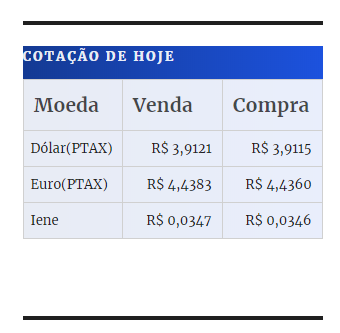 COTAÇÃO DE HOJE
Moeda Venda Compra
Dólar(PTAX) R$ 3,9121 R$ 3,9115
Euro(PTAX) R$ 4,4383 R$ 4,4360
Iene R$ 0,0347 R$ 0,0346